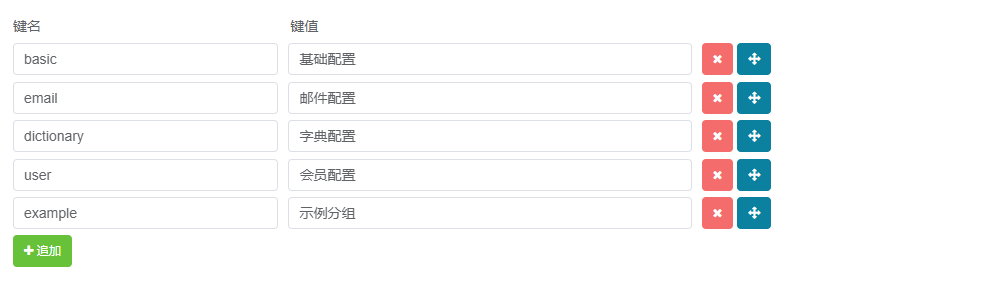 键名 键值
basic 基础配置
email 邮件配置
dictionary 字典配置
user 会员配置
example 示例分组
追加